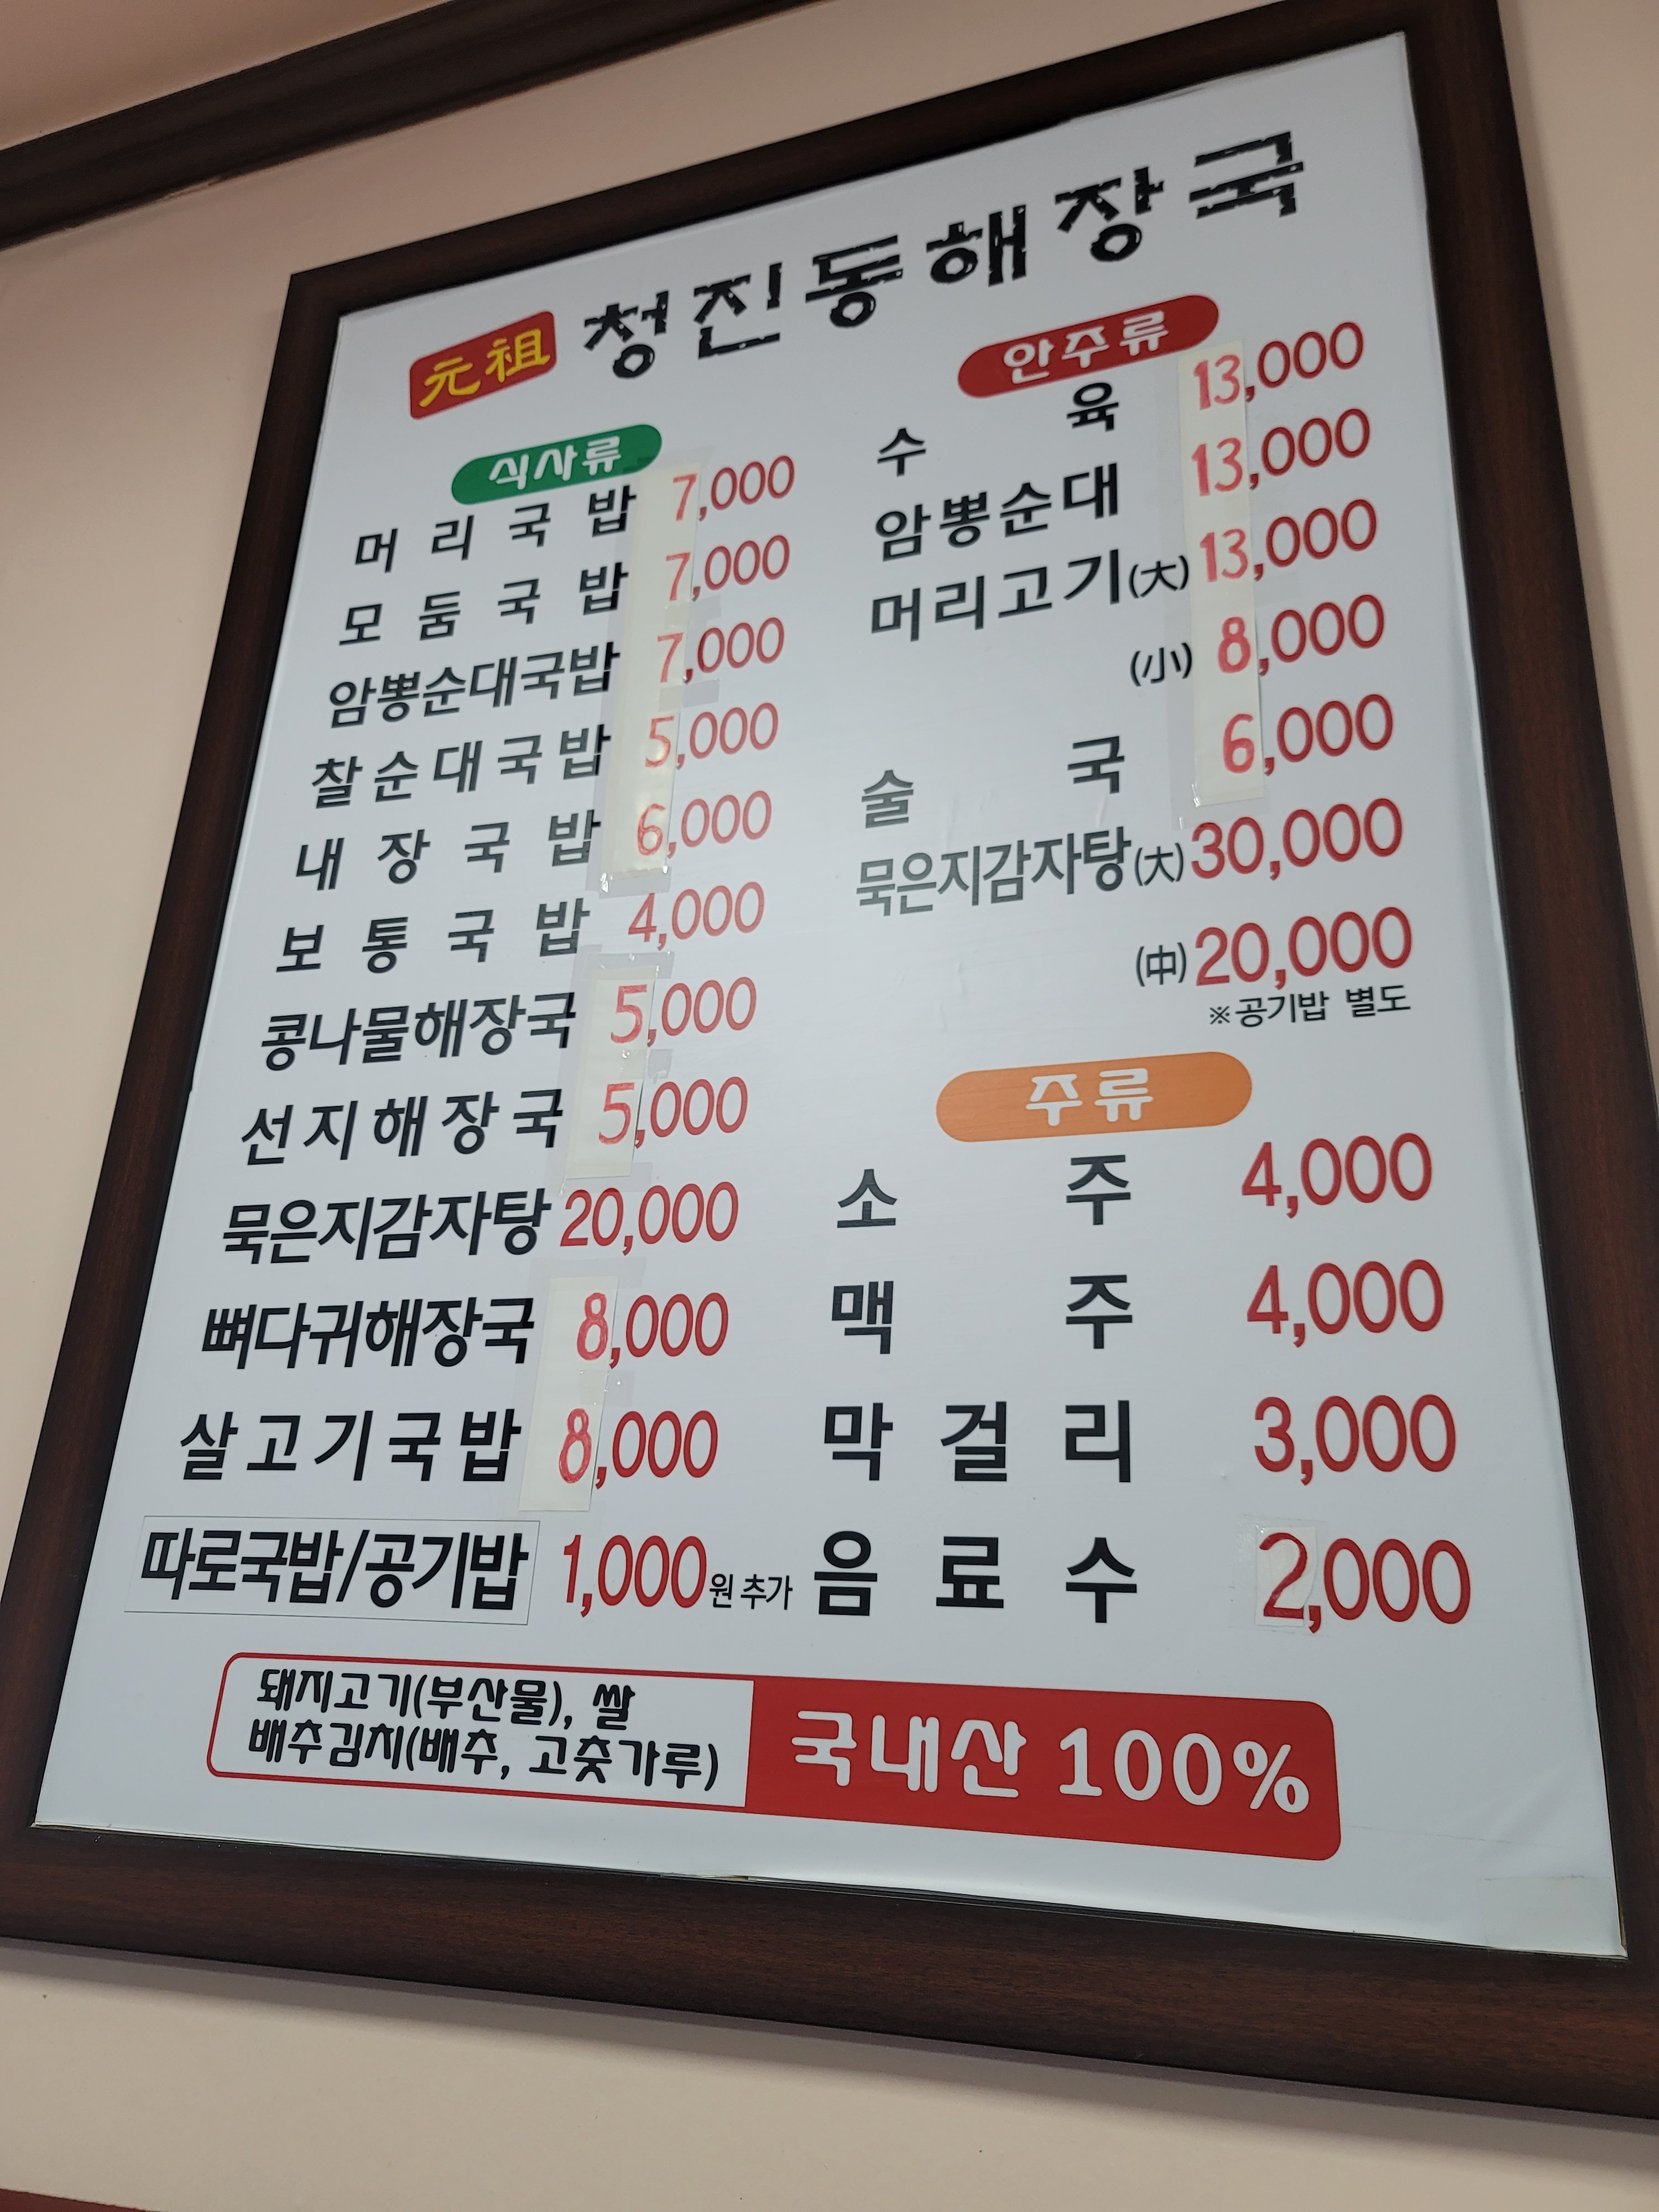 元祖 청진동해장국
식사류
머리국밥 7,000
모둠국밥 7,000
암뽕순대국밥 7,000
찰순대국밥 5,000
내장국밥 6,000
보통국밥 4,000
콩나물해장국 5,000
선지해장국 5,000
묵은지감자탕 20,000
뼈다귀해장국 8,000
살고기국밥 8,000
따로국밥/공기밥 1,000원 추가
안주류
수육 13,000
암뽕순대 13,000
머리고기(大) 13,000
(小) 8,000
술국 6,000
묵은지감자탕(大) 30,000
(中) 20,000
※공기밥 별도
주류
소주 4,000
맥주 4,000
막걸리 3,000
음료수 2,000
돼지고기(부산물), 쌀
배추김치(배추, 고춧가루)
국내산 100%